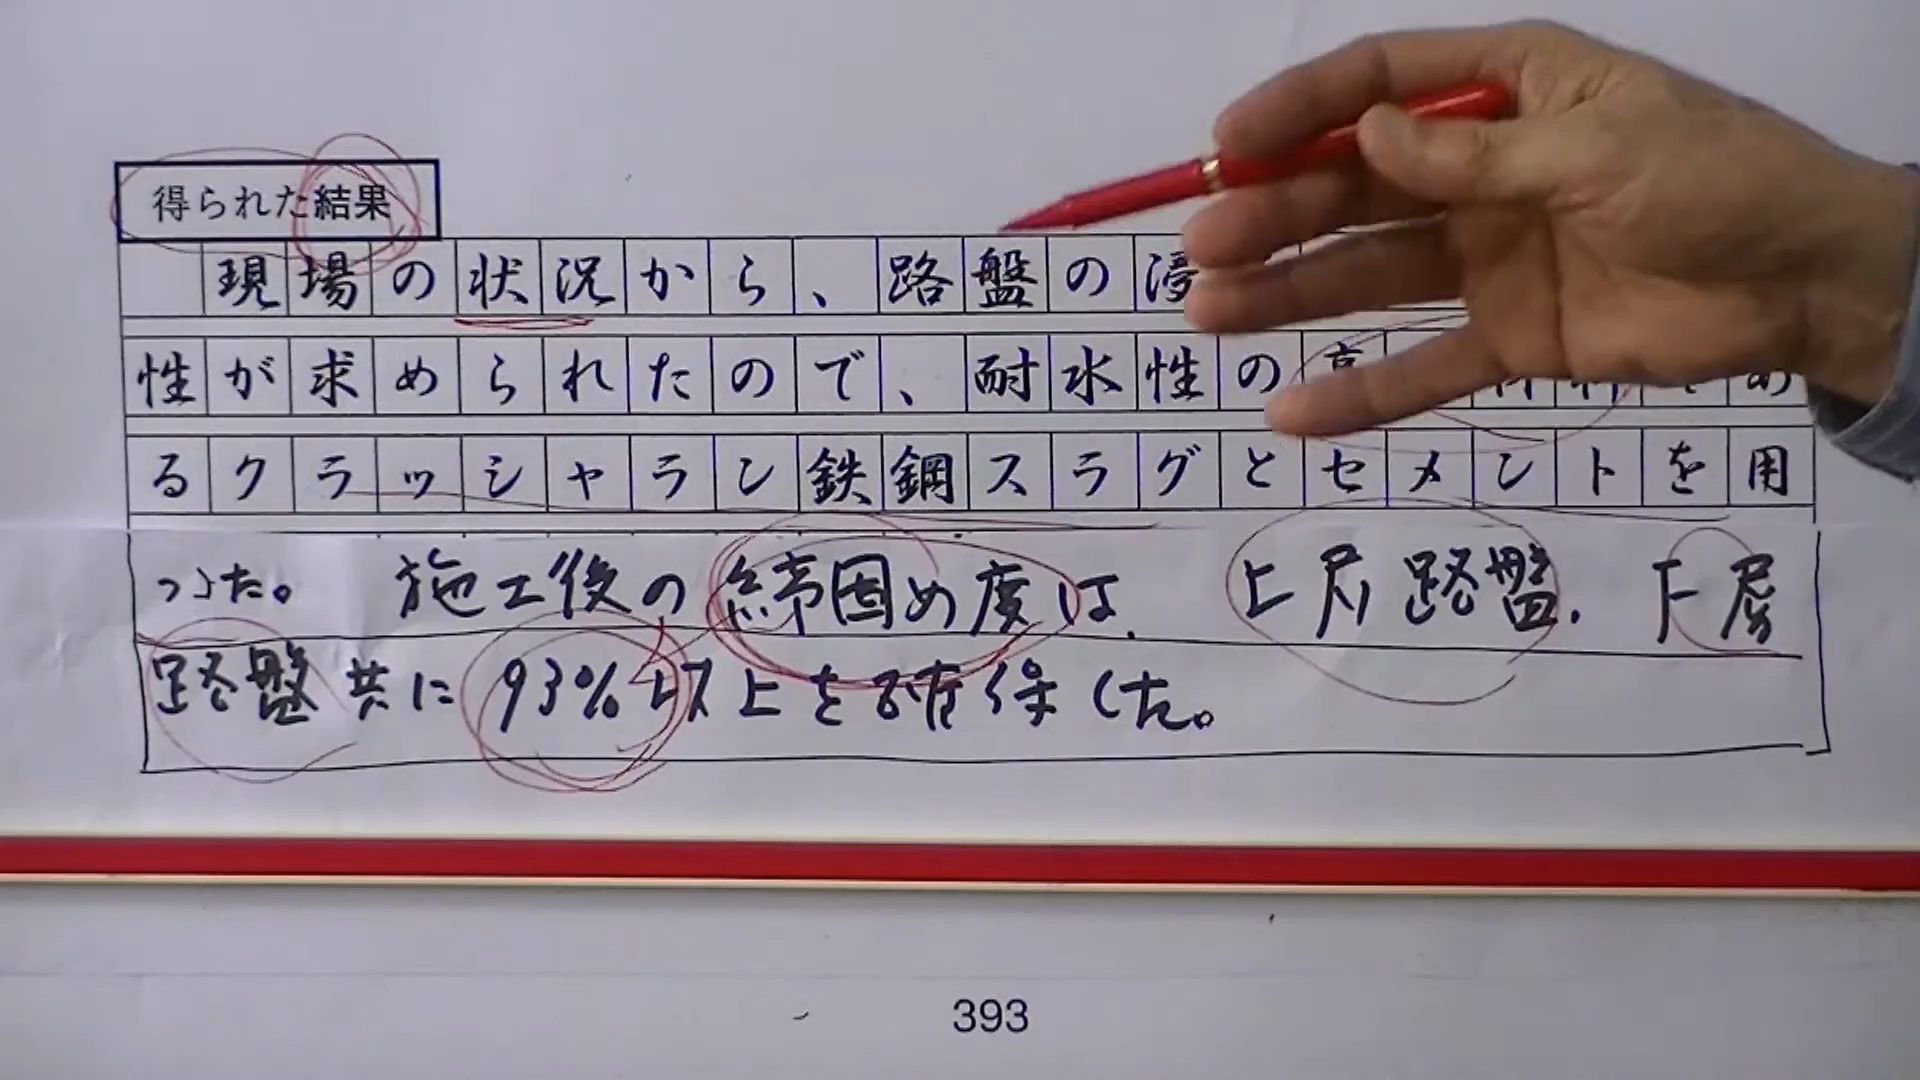 得られた結果
現場の状況から、路盤の浸
性が求められたので、耐水性の高
るクラッシャラン鉄鋼スラグとセメントを用
った。 施工後の締固め度は、 上層路盤、下層
路盤共に93%以上を確保した。
393